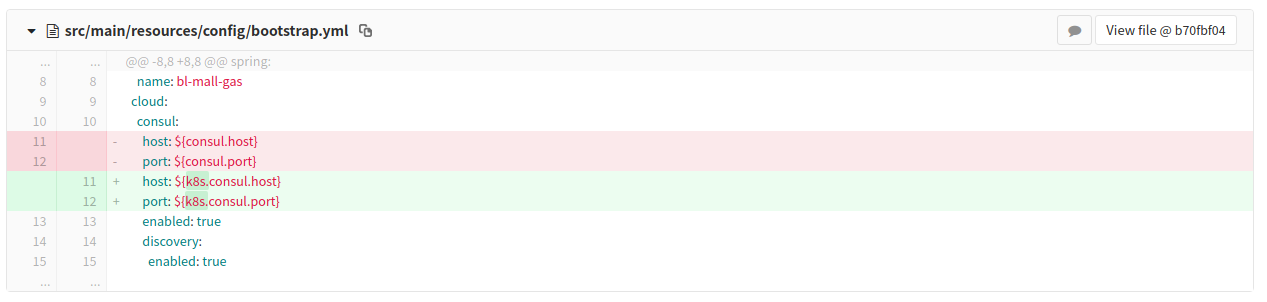 src/main/resources/config/bootstrap.yml View file @ b70fbf04
... ... @@ -8,8 +8,8 @@ spring:
8 8 name: bl-mall-gas
9 9 cloud:
10 10 consul:
11 - host: ${consul.host}
12 - port: ${consul.port}
11 + host: ${k8s.consul.host}
12 + port: ${k8s.consul.port}
13 13 enabled: true
14 14 discovery:
15 15 enabled: true
... ...